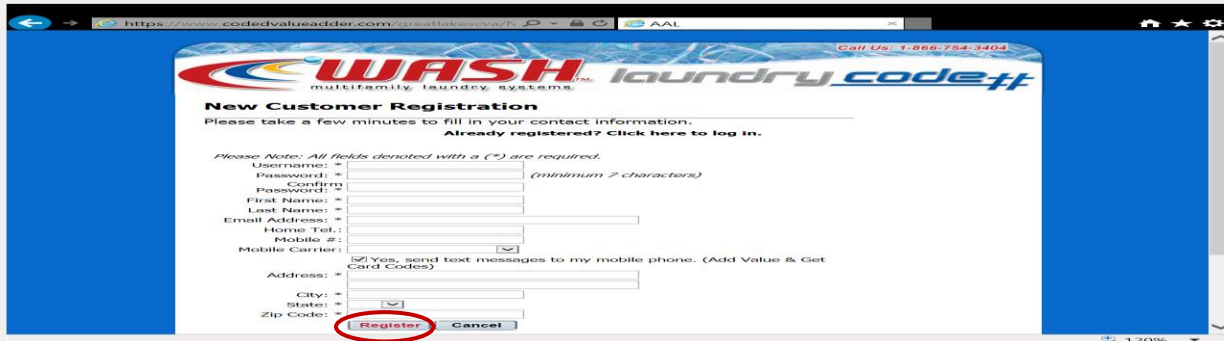 https://www.codedvalueadder.com/greatlakescva/N
AAL
Call Us: 1-866-754-3404
WASH™ laundry code#
multifamily laundry systems
New Customer Registration
Please take a few minutes to fill in your contact information.
Already registered? Click here to log in.
Please Note: All fields denoted with a (*) are required.
Username: *
Password: * (minimum 7 characters)
Confirm
Password: *
First Name: *
Last Name: *
Email Address: *
Home Tel.:
Mobile #:
Mobile Carrier:
Yes, send text messages to my mobile phone. (Add Value & Get
Card Codes)
Address: *
City: *
State: *
Zip Code: *
Register Cancel
130%